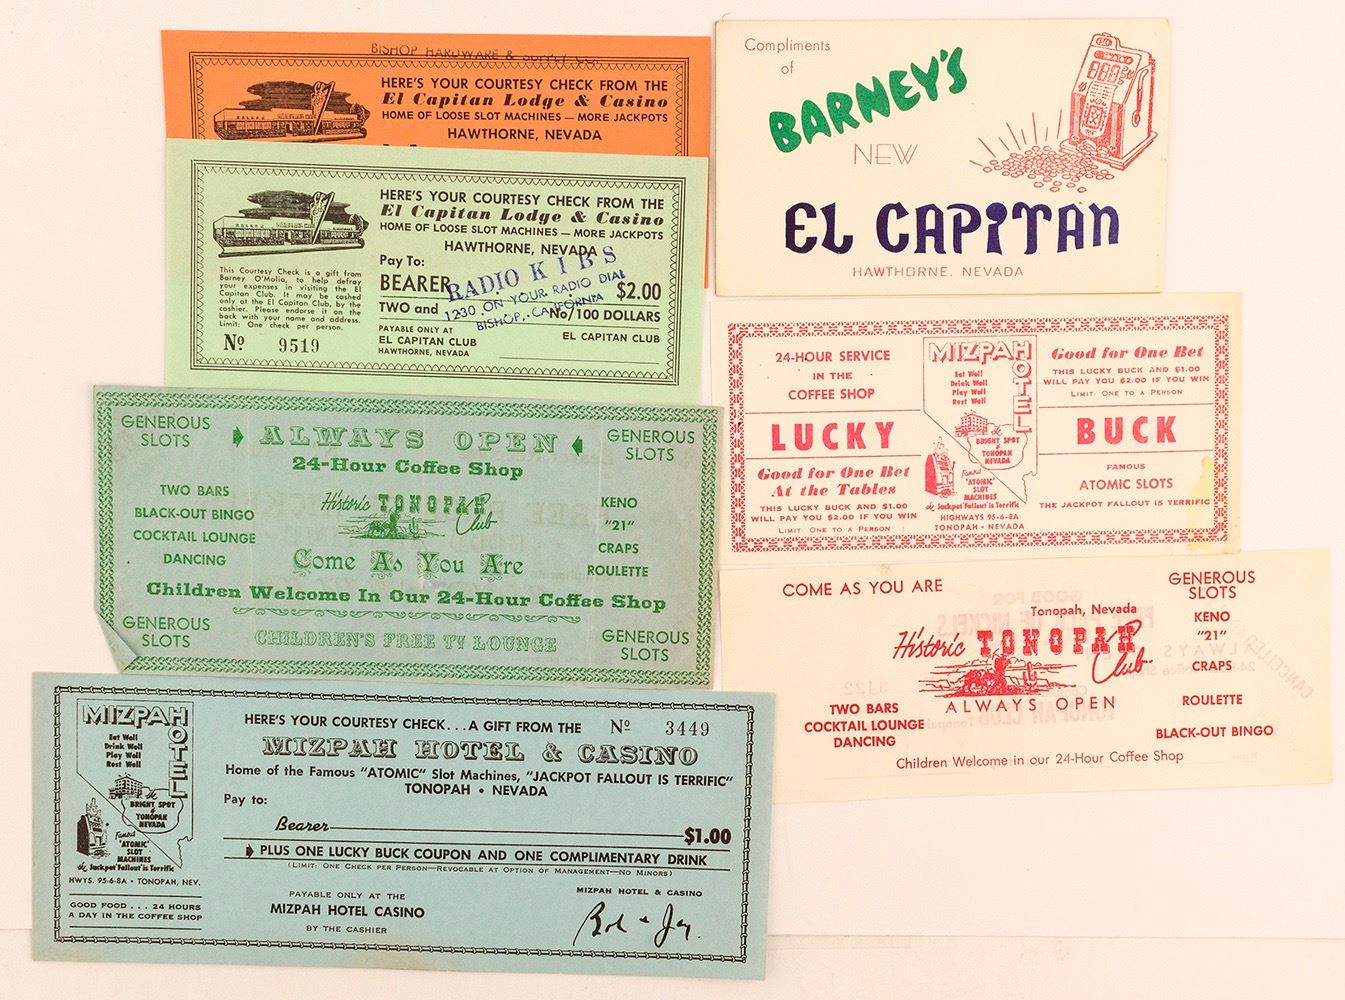 BISHOP HARDWARE & SUPPLY CO.
HERE'S YOUR COURTESY CHECK FROM THE
El Capitan Lodge & Casino
HOME OF LOOSE SLOT MACHINES — MORE JACKPOTS
HAWTHORNE, NEVADA
HERE'S YOUR COURTESY CHECK FROM THE
El Capitan Lodge & Casino
HOME OF LOOSE SLOT MACHINES — MORE JACKPOTS
HAWTHORNE, NEVADA
This Courtesy Check is a gift from
Barney O'Malia, to help defray
your expenses in visiting the El
Capitan Club. It may be cashed
only at the El Capitan Club, by the
cashier. Please endorse it on the
back with your name and address.
Limit: One check per person.
Nº 9519
Pay To:
BEARER
$2.00
TWO and No/100 DOLLARS
PAYABLE ONLY AT
EL CAPITAN CLUB
HAWTHORNE, NEVADA
EL CAPITAN CLUB
RADIO K I B S
1230 ON YOUR RADIO DIAL
BISHOP, CALIFORNIA
Compliments
of
BARNEY'S
NEW
EL CAPITAN
HAWTHORNE, NEVADA
24-HOUR SERVICE
IN THE
COFFEE SHOP
LUCKY
Good for One Bet
At the Tables
THIS LUCKY BUCK AND $1.00
WILL PAY YOU $2.00 IF YOU WIN
LIMIT ONE TO A PERSON
MIZPAH
HOTEL
Eat Well
Drink Well
Play Well
Rest Well
the
BRIGHT SPOT
of
TONOPAH
NEVADA
Famous
"ATOMIC"
SLOT
MACHINES
the Jackpot Fallout is Terrific
HIGHWAYS 95-6-8A
TONOPAH • NEVADA
Good for One Bet
THIS LUCKY BUCK AND $1.00
WILL PAY YOU $2.00 IF YOU WIN
LIMIT ONE TO A PERSON
BUCK
FAMOUS
ATOMIC SLOTS
THE JACKPOT FALLOUT IS TERRIFIC
GENEROUS
SLOTS
ALWAYS OPEN
GENEROUS
SLOTS
24-Hour Coffee Shop
TWO BARS
BLACK-OUT BINGO
COCKTAIL LOUNGE
DANCING
Historic TONOPAH
Club
Come As You Are
KENO
"21"
CRAPS
ROULETTE
Children Welcome In Our 24-Hour Coffee Shop
GENEROUS
SLOTS
CHILDREN'S FREE TV LOUNGE
GENEROUS
SLOTS
COME AS YOU ARE
Tonopah, Nevada
Historic TONOPAH
Club
ALWAYS OPEN
TWO BARS
COCKTAIL LOUNGE
DANCING
GENEROUS
SLOTS
KENO
"21"
CRAPS
ROULETTE
BLACK-OUT BINGO
Children Welcome in our 24-Hour Coffee Shop
9122
CANCELLED
MIZPAH
HOTEL
Eat Well
Drink Well
Play Well
Rest Well
the
BRIGHT SPOT
of
TONOPAH
NEVADA
Famous
"ATOMIC"
SLOT
MACHINES
the Jackpot Fallout is Terrific
HWYS. 95-6-8A • TONOPAH, NEV.
GOOD FOOD . . . 24 HOURS
A DAY IN THE COFFEE SHOP
HERE'S YOUR COURTESY CHECK . . . A GIFT FROM THE
Nº 3449
MIZPAH HOTEL & CASINO
Home of the Famous "ATOMIC" Slot Machines, "JACKPOT FALLOUT IS TERRIFIC"
TONOPAH • NEVADA
Pay to:
Bearer $1.00
PLUS ONE LUCKY BUCK COUPON AND ONE COMPLIMENTARY DRINK
(LIMIT: ONE CHECK PER PERSON—REVOCABLE AT OPTION OF MANAGEMENT—NO MINORS)
PAYABLE ONLY AT THE
MIZPAH HOTEL CASINO
BY THE CASHIER
MIZPAH HOTEL & CASINO